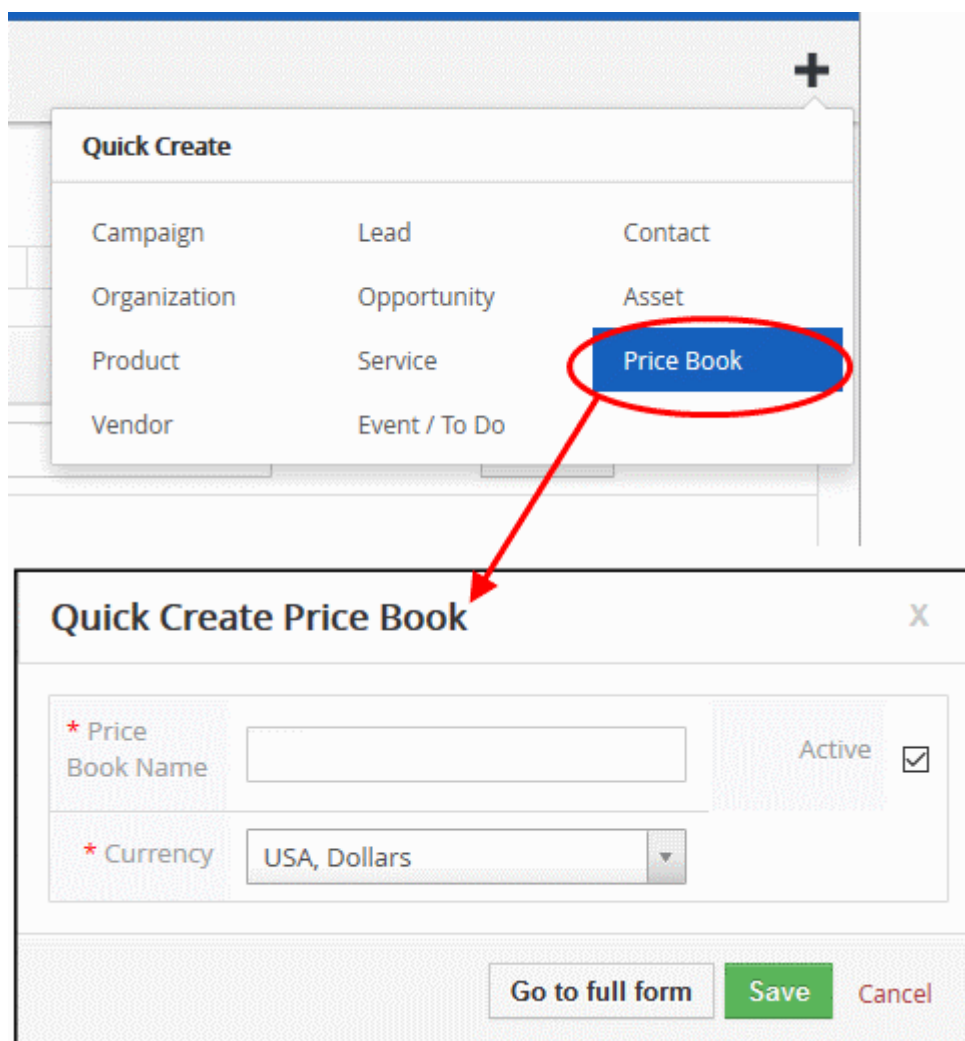 Quick Create
Campaign Lead Contact
Organization Opportunity Asset
Product Service Price Book
Vendor Event / To Do
Quick Create Price Book X
* Price
Book Name
Active
* Currency USA, Dollars
Go to full form Save Cancel